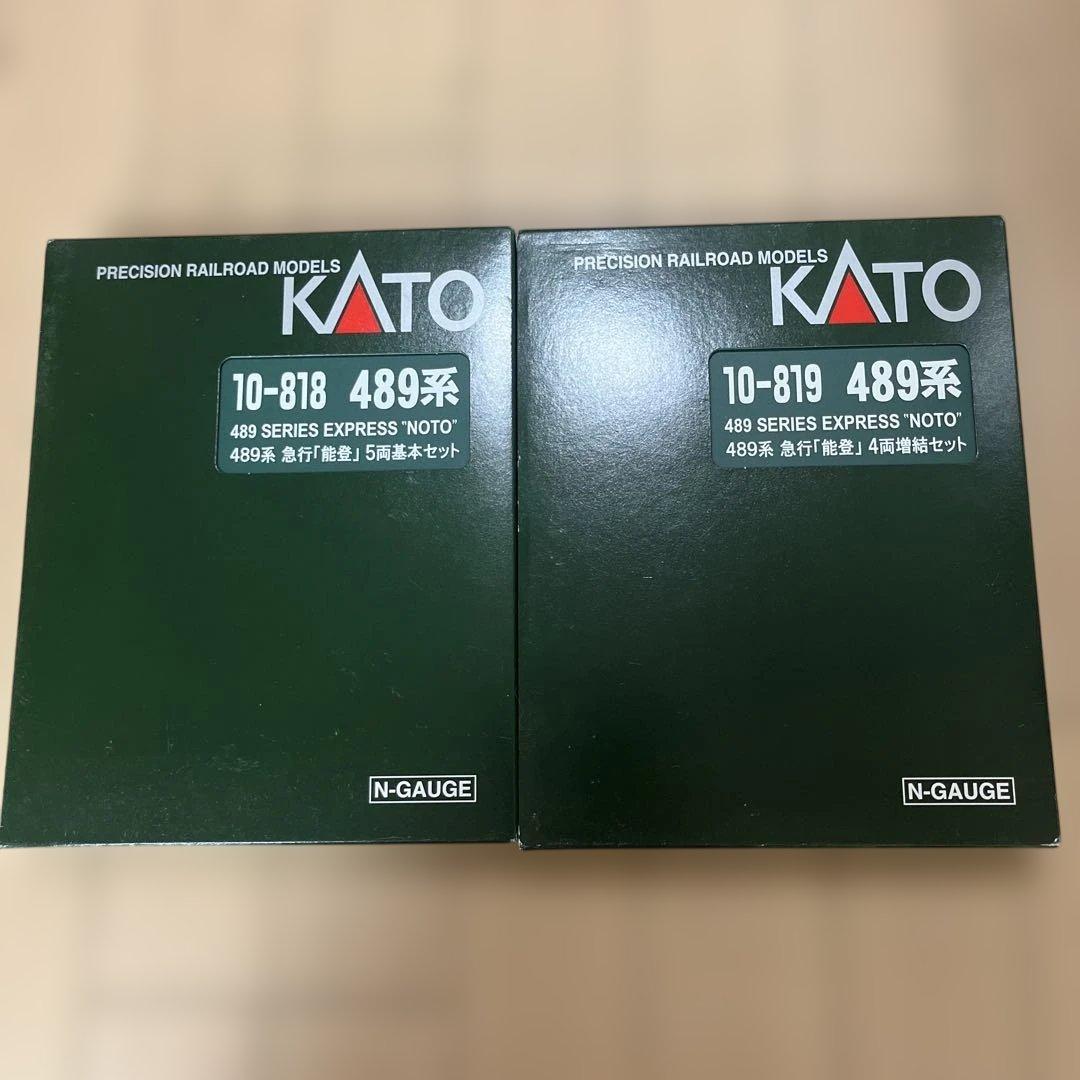 PRECISION RAILROAD MODELS
KATO
10-818 489系
489 SERIES EXPRESS "NOTO"
489系 急行「能登」 5両基本セット
N-GAUGE
PRECISION RAILROAD MODELS
KATO
10-819 489系
489 SERIES EXPRESS "NOTO"
489系 急行「能登」 4両増結セット
N-GAUGE